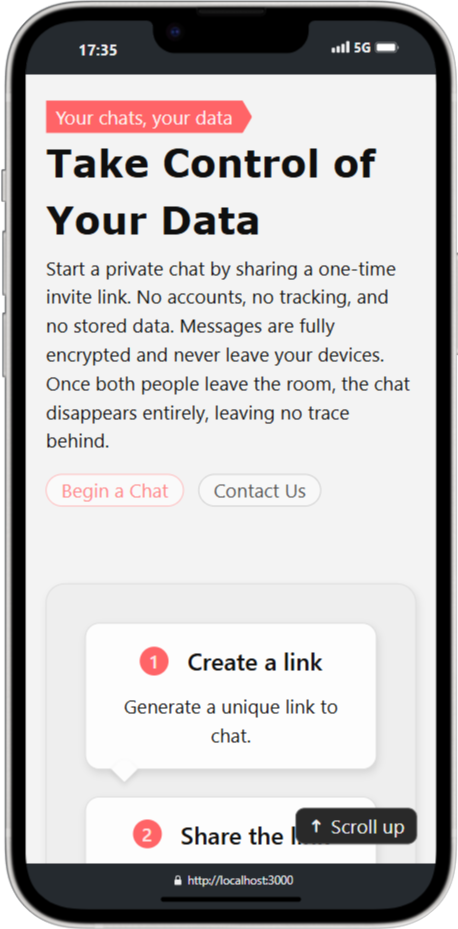 17:35
5G
Your chats, your data
Take Control of
Your Data
Start a private chat by sharing a one-time
invite link. No accounts, no tracking, and
no stored data. Messages are fully
encrypted and never leave your devices.
Once both people leave the room, the chat
disappears entirely, leaving no trace
behind.
Begin a Chat
Contact Us
1 Create a link
Generate a unique link to
chat.
2 Share the
↑ Scroll up
http://localhost:3000